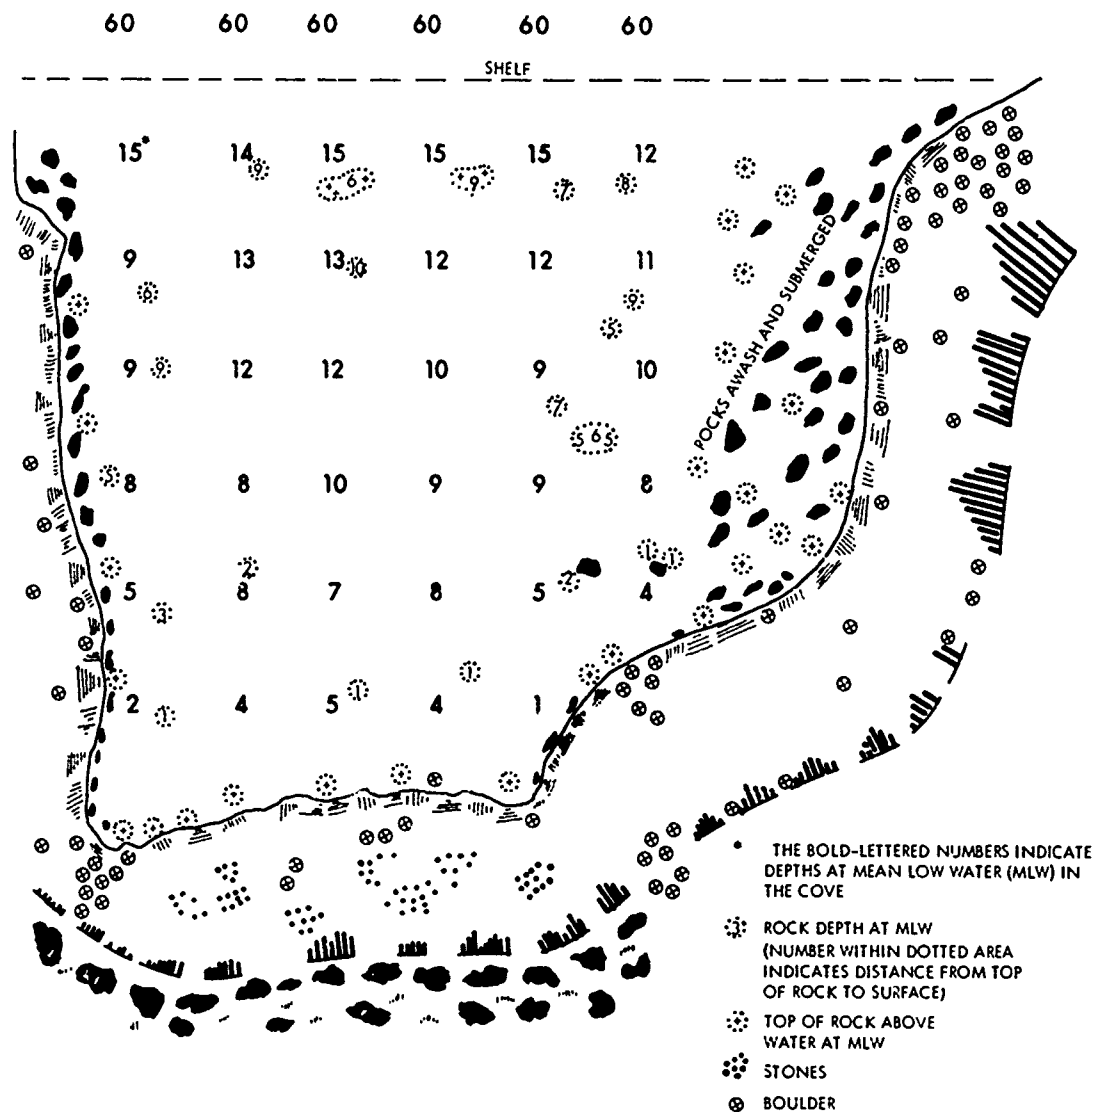 60 60 60 60 60 60
SHELF
15* 14 15 15 15 12
9 6 9 7 8
9 13 13 12 12 11
10
6 9
5
9 9 12 12 10 9 10
7
5 6 5
ROCKS AWASH AND SUBMERGED
5 8 8 10 9 9 8
1 1
2 2
5 8 7 8 5 4
3
1
1
2 4 5 4 1
1
* THE BOLD-LETTERED NUMBERS INDICATE
DEPTHS AT MEAN LOW WATER (MLW) IN
THE COVE
3 ROCK DEPTH AT MLW
(NUMBER WITHIN DOTTED AREA
INDICATES DISTANCE FROM TOP
OF ROCK TO SURFACE)
TOP OF ROCK ABOVE
WATER AT MLW
STONES
BOULDER